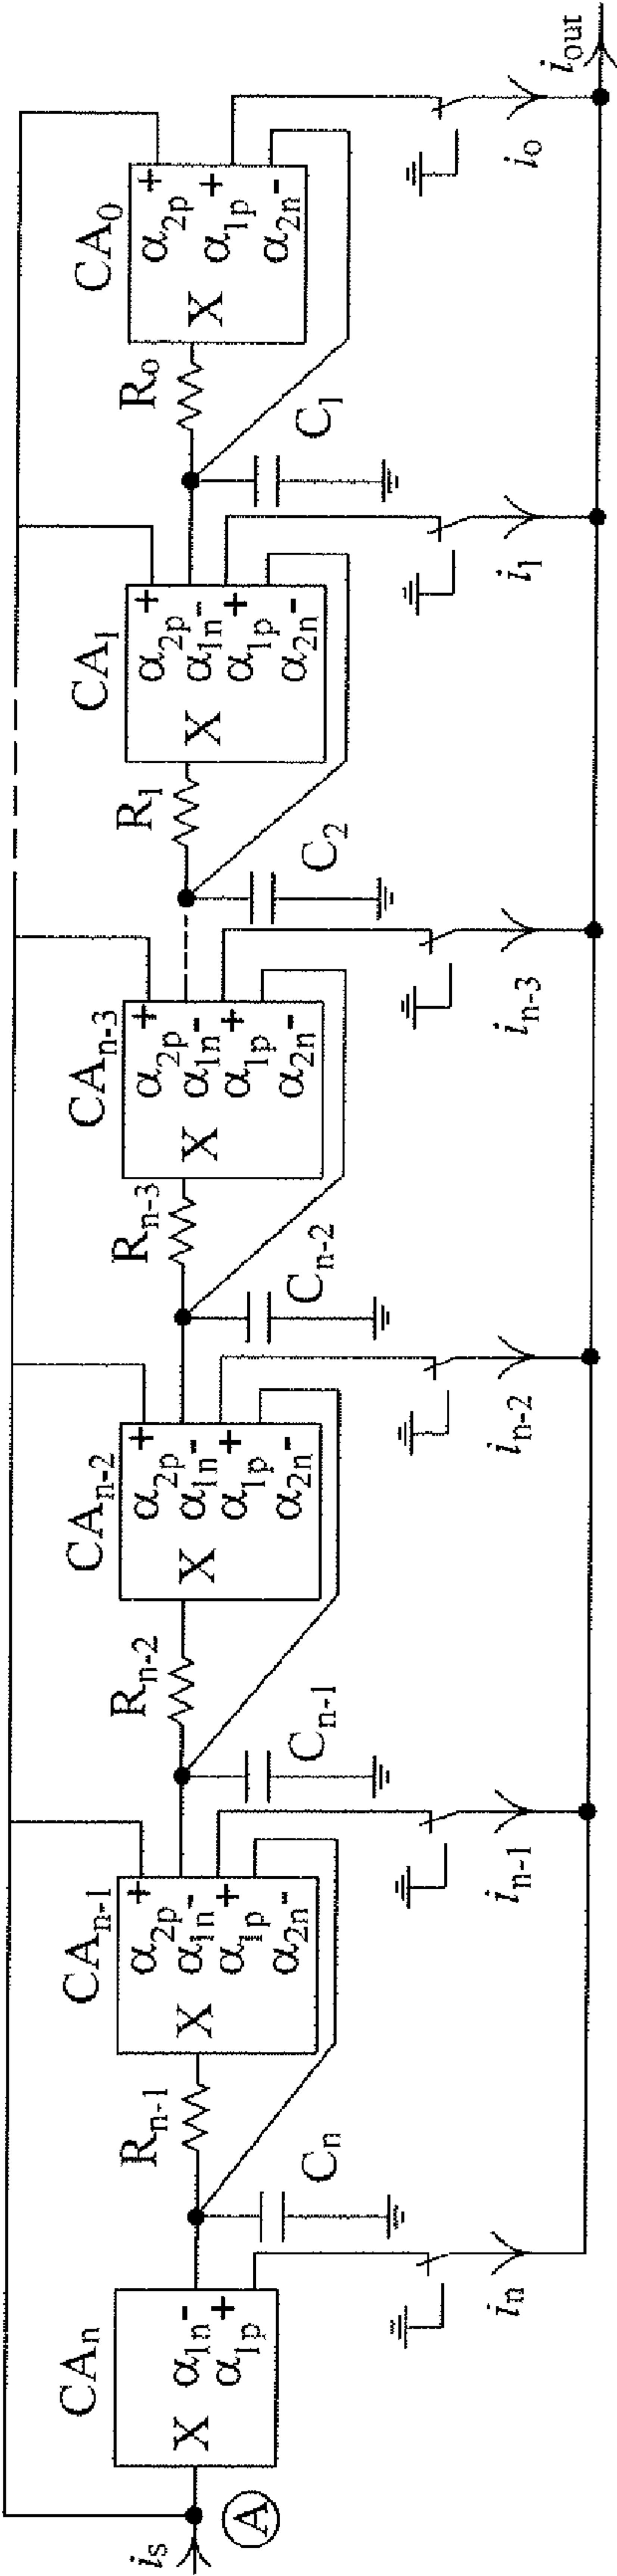 i_s
A
CA_n
X
α_1n -
α_1p +
i_n
C_n
R_n-1
CA_n-1
X
α_2p +
α_1n -
α_1p +
α_2n -
i_n-1
C_n-1
R_n-2
CA_n-2
X
α_2p +
α_1n -
α_1p +
α_2n -
i_n-2
C_n-2
R_n-3
CA_n-3
X
α_2p +
α_1n -
α_1p +
α_2n -
i_n-3
C_2
R_1
CA_1
X
α_2p +
α_1n -
α_1p +
α_2n -
i_1
C_1
R_o
CA_0
X
α_2p +
α_1p +
α_2n -
i_o
i_out